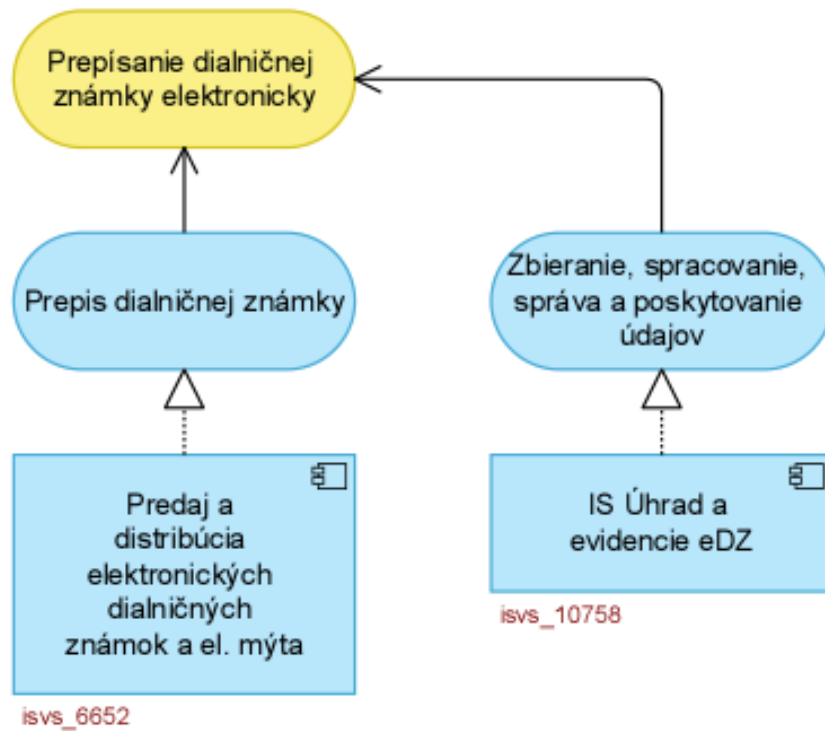 Prepísanie dialničnej
známky elektronicky
Prepis dialničnej známky
Zbieranie, spracovanie,
správa a poskytovanie
údajov
Predaj a
distribúcia
elektronických
dialničných
známok a el. mýta
isvs_6652
IS Úhrad a
evidencie eDZ
isvs_10758